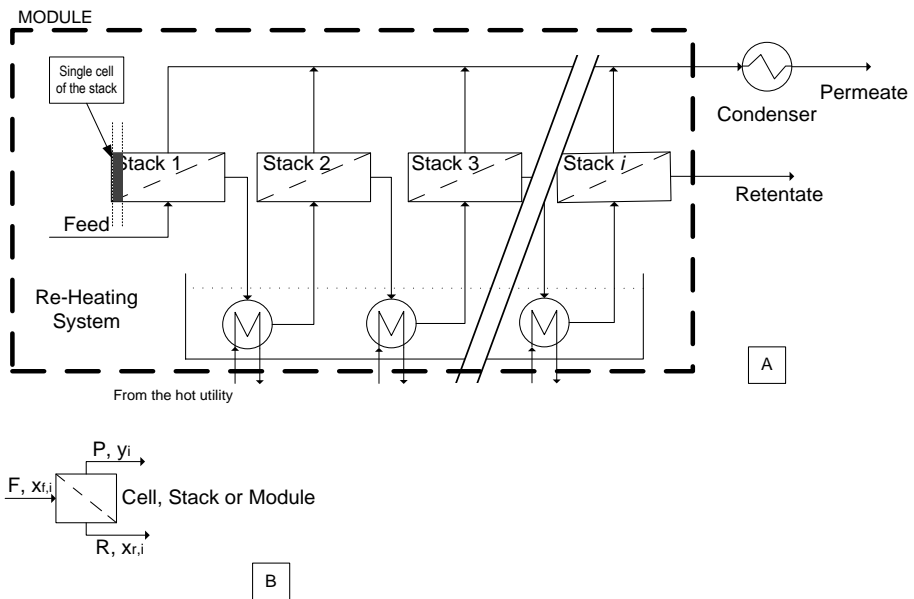 MODULE
Single cell
of the stack
Stack 1
Stack 2
Stack 3
Stack i
Condenser
Permeate
Retentate
Feed
Re-Heating
System
From the hot utility
A
P, yi
F, xf,i
Cell, Stack or Module
R, xr,i
B